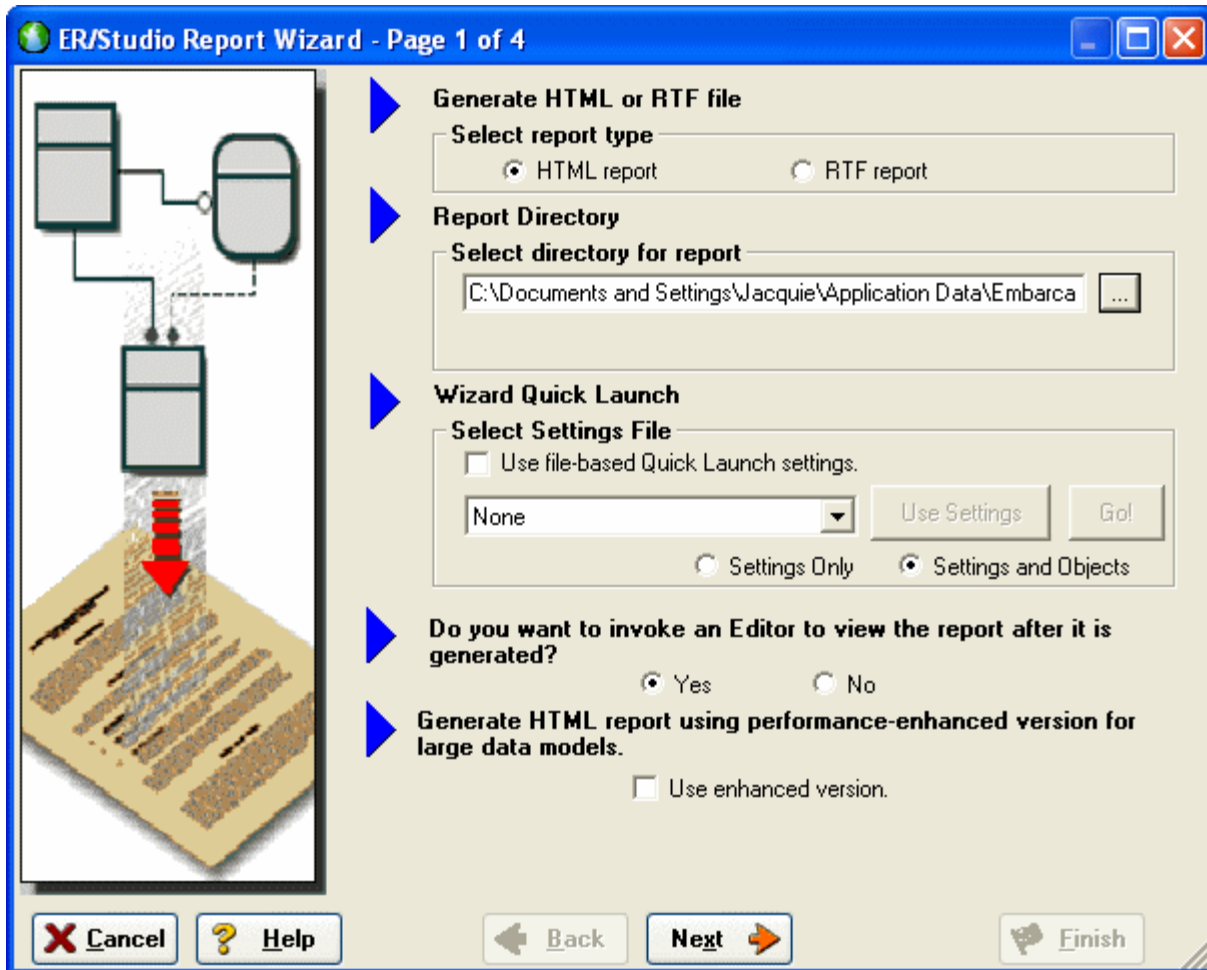 ER/Studio Report Wizard - Page 1 of 4
Generate HTML or RTF file
Select report type
HTML report
RTF report
Report Directory
Select directory for report
C:\Documents and Settings\Jacquie\Application Data\Embarca
...
Wizard Quick Launch
Select Settings File
Use file-based Quick Launch settings.
None
Use Settings
Go!
Settings Only
Settings and Objects
Do you want to invoke an Editor to view the report after it is
generated?
Yes
No
Generate HTML report using performance-enhanced version for
large data models.
Use enhanced version.
Cancel
Help
Back
Next
Finish